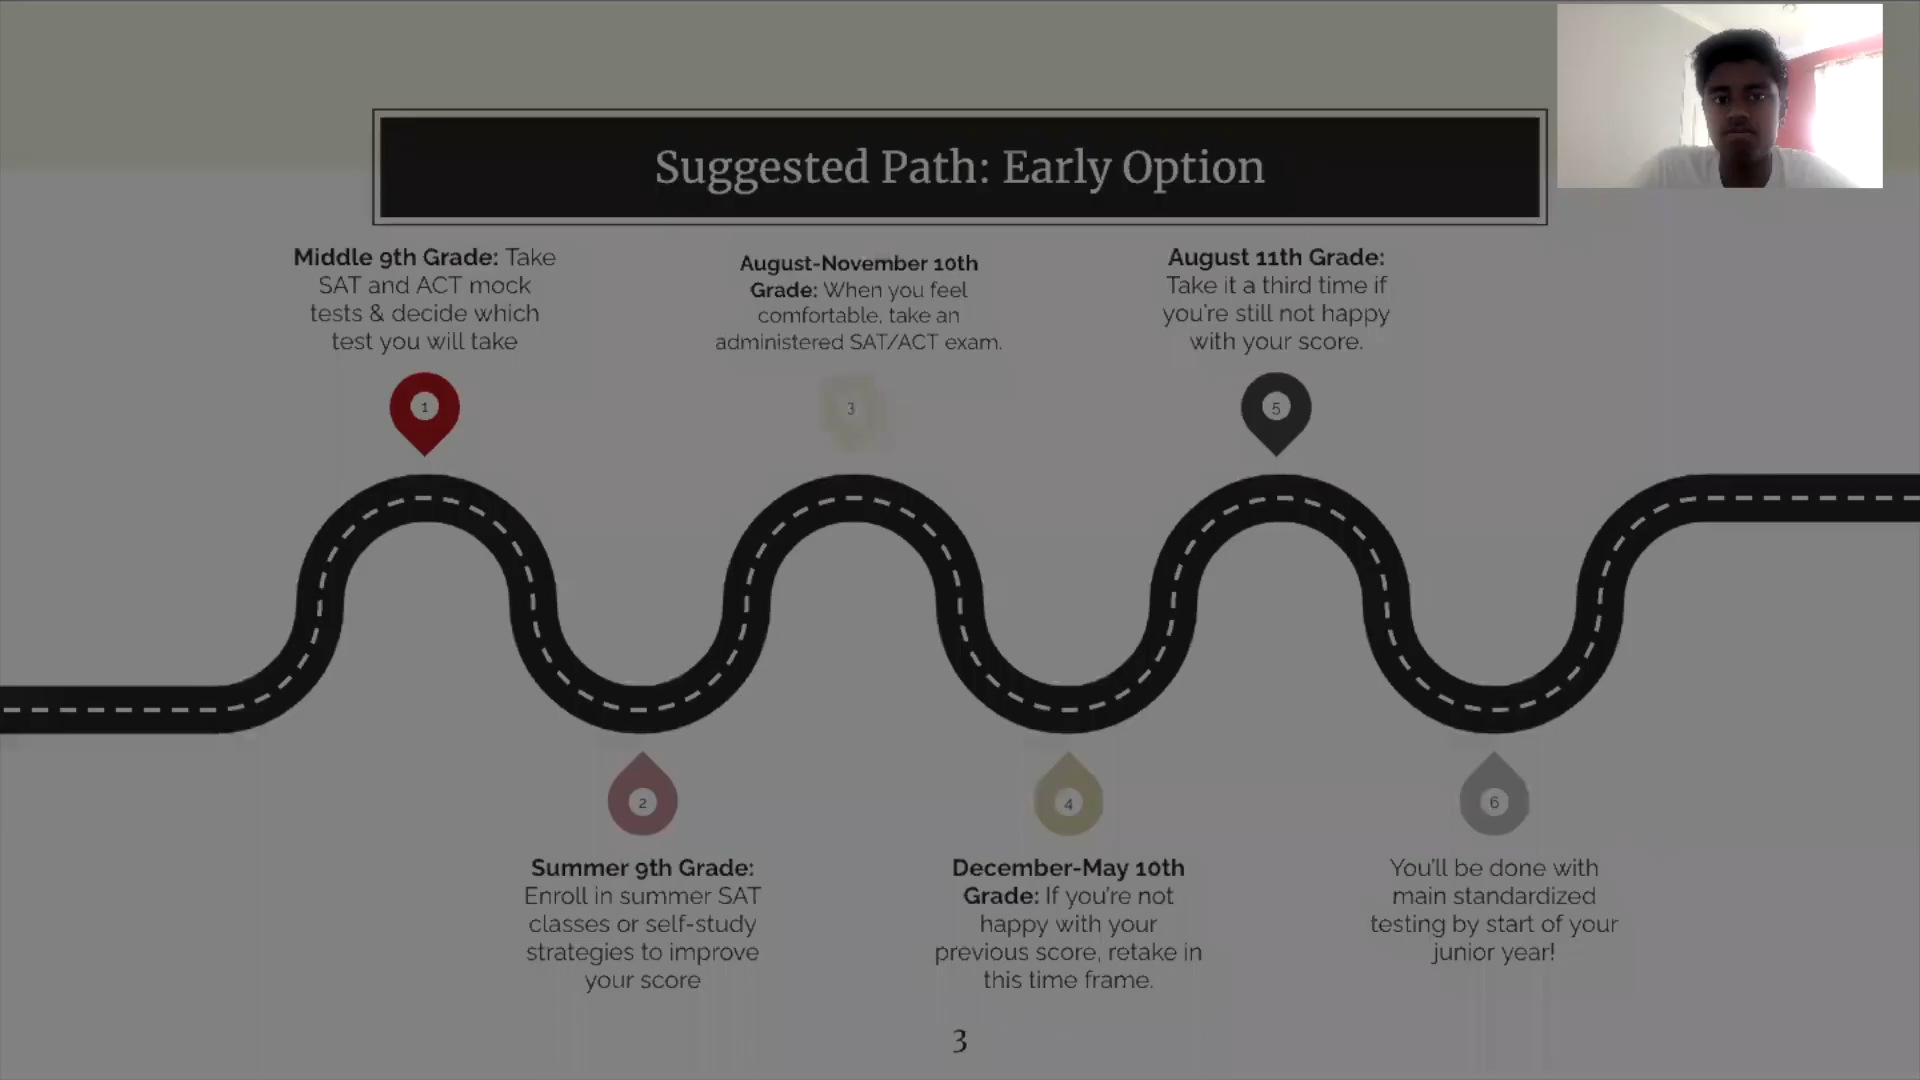 Suggested Path: Early Option
Middle 9th Grade: Take
SAT and ACT mock
tests & decide which
test you will take
1
August-November 10th
Grade: When you feel
comfortable, take an
administered SAT/ACT exam.
3
August 11th Grade:
Take it a third time if
you're still not happy
with your score.
5
2
Summer 9th Grade:
Enroll in summer SAT
classes or self-study
strategies to improve
your score
4
December-May 10th
Grade: If you're not
happy with your
previous score, retake in
this time frame.
6
You'll be done with
main standardized
testing by start of your
junior year!
3